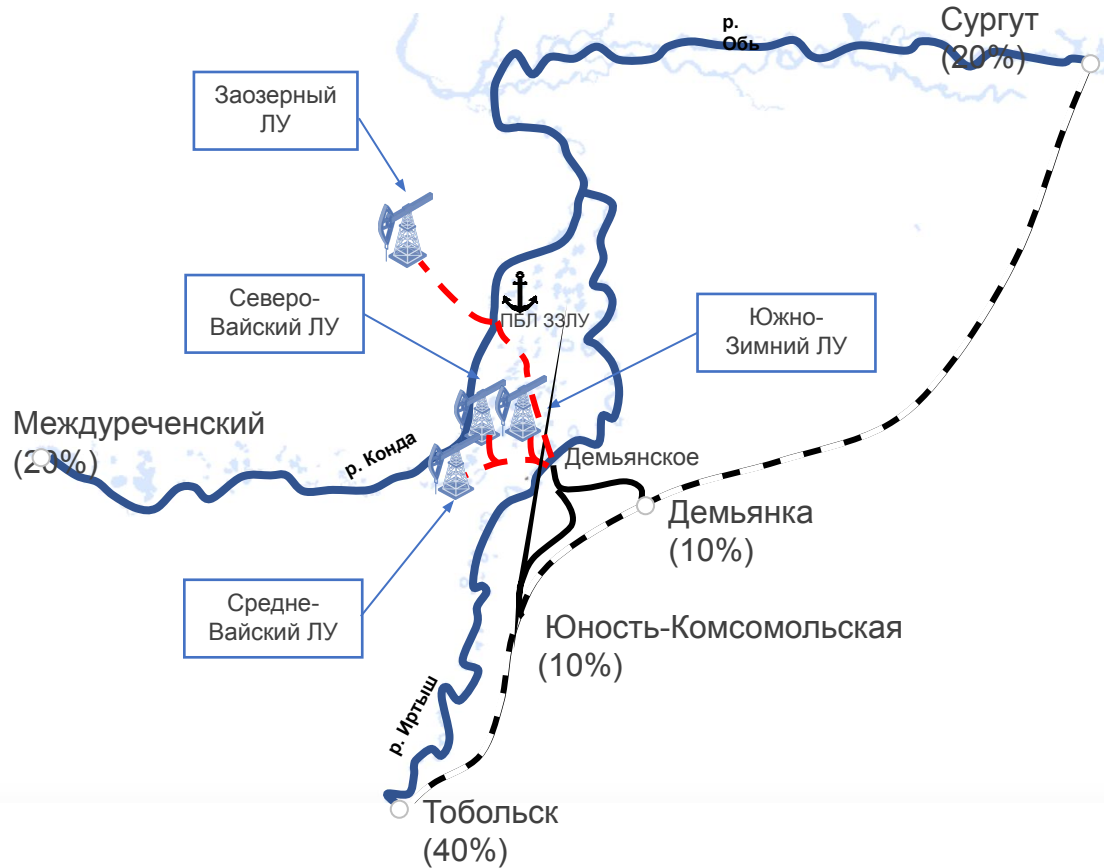 р.
Обь
Сургут
(20%)
Заозерный
ЛУ
Северо-
Вайский ЛУ
ПБЛ ЗЗЛУ
Южно-
Зимний ЛУ
Междуреченский
(20%)
р. Конда
Демьянское
Демьянка
(10%)
Средне-
Вайский ЛУ
Юность-Комсомольская
(10%)
р. Иртыш
Тобольск
(40%)